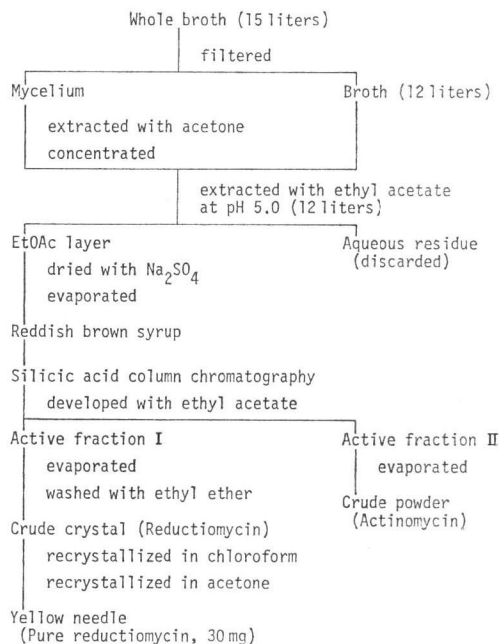 Whole broth (15 liters)
filtered
Mycelium
Broth (12 liters)
extracted with acetone
concentrated
extracted with ethyl acetate
at pH 5.0 (12 liters)
EtOAc layer
Aqueous residue
(discarded)
dried with Na₂SO₄
evaporated
Reddish brown syrup
Silicic acid column chromatography
developed with ethyl acetate
Active fraction I
Active fraction II
evaporated
evaporated
washed with ethyl ether
Crude powder
(Actinomycin)
Crude crystal (Reductiomycin)
recrystallized in chloroform
recrystallized in acetone
Yellow needle
(Pure reductiomycin, 30 mg)